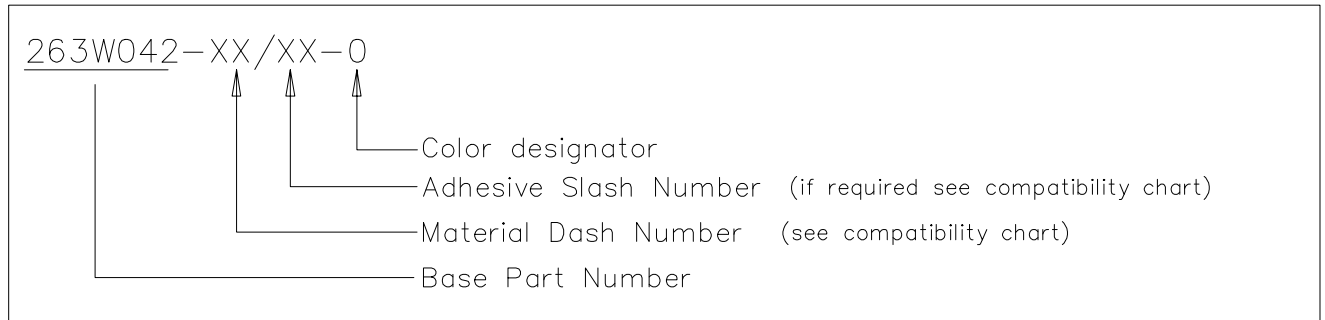 263W042-XX/XX-0
Color designator
Adhesive Slash Number (if required see compatibility chart)
Material Dash Number (see compatibility chart)
Base Part Number